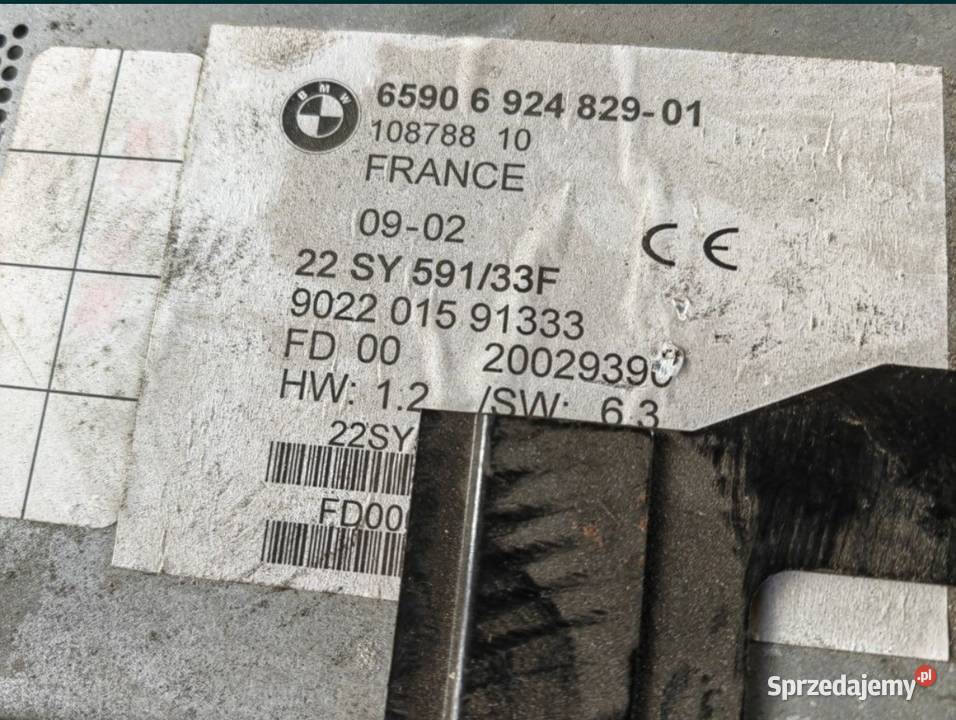 BMW
6590 6 924 829-01
108788 10
FRANCE
09-02
CE
22 SY 591/33F
9022 015 91333
FD 00 20029390
HW: 1.2 /SW: 6.3
22SY
FD00
Sprzedajemy.pl